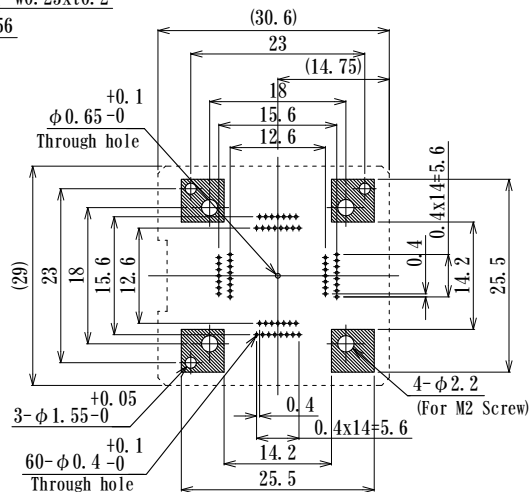 56
(30.6)
23
(14.75)
+0.1
φ0.65-0
Through hole
18
15.6
12.6
0.4x14=5.6
0.4
14.2
25.5
(29)
23
18
15.6
12.6
+0.05
3-φ1.55-0
+0.1
60-φ0.4-0
Through hole
0.4
0.4x14=5.6
14.2
25.5
4-φ2.2
(For M2 Screw)